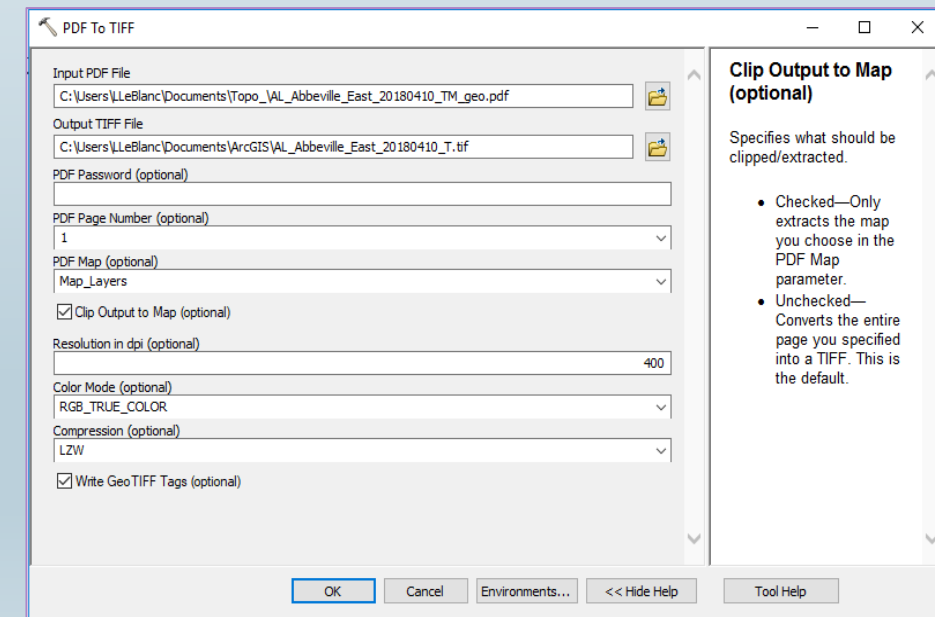 PDF To TIFF
Input PDF File
C:\Users\LLeBlanc\Documents\Topo_\AL_Abbeville_East_20180410_TM_geo.pdf
Output TIFF File
C:\Users\LLeBlanc\Documents\ArcGIS\AL_Abbeville_East_20180410_T.tif
PDF Password (optional)
PDF Page Number (optional)
1
PDF Map (optional)
Map_Layers
Clip Output to Map (optional)
Resolution in dpi (optional)
400
Color Mode (optional)
RGB_TRUE_COLOR
Compression (optional)
LZW
Write GeoTIFF Tags (optional)
OK
Cancel
Environments...
<< Hide Help
Clip Output to Map
(optional)
Specifies what should be
clipped/extracted.
• Checked—Only
extracts the map
you choose in the
PDF Map
parameter.
• Unchecked—
Converts the entire
page you specified
into a TIFF. This is
the default.
Tool Help